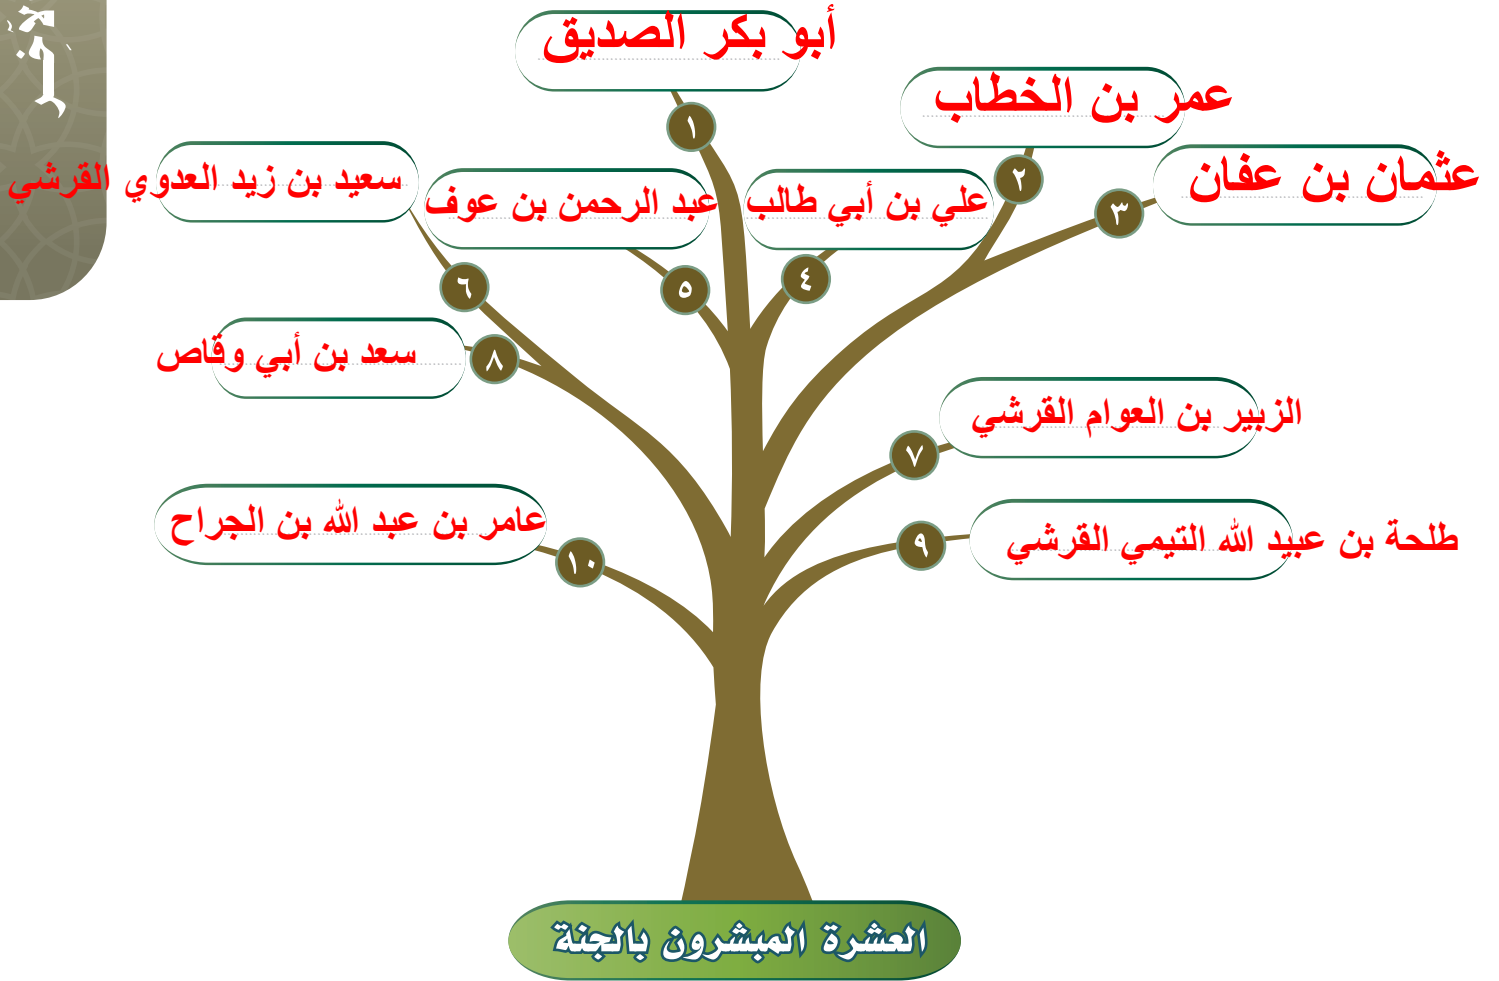 أبو بكر الصديق
١
عمر بن الخطاب
٢
عثمان بن عفان
٣
علي بن أبي طالب
٤
عبد الرحمن بن عوف
٥
سعيد بن زيد العدوي القرشي
٦
الزبير بن العوام القرشي
٧
سعد بن أبي وقاص
٨
طلحة بن عبيد الله التيمي القرشي
٩
عامر بن عبد الله بن الجراح
١٠
العشرة المبشرون بالجنة